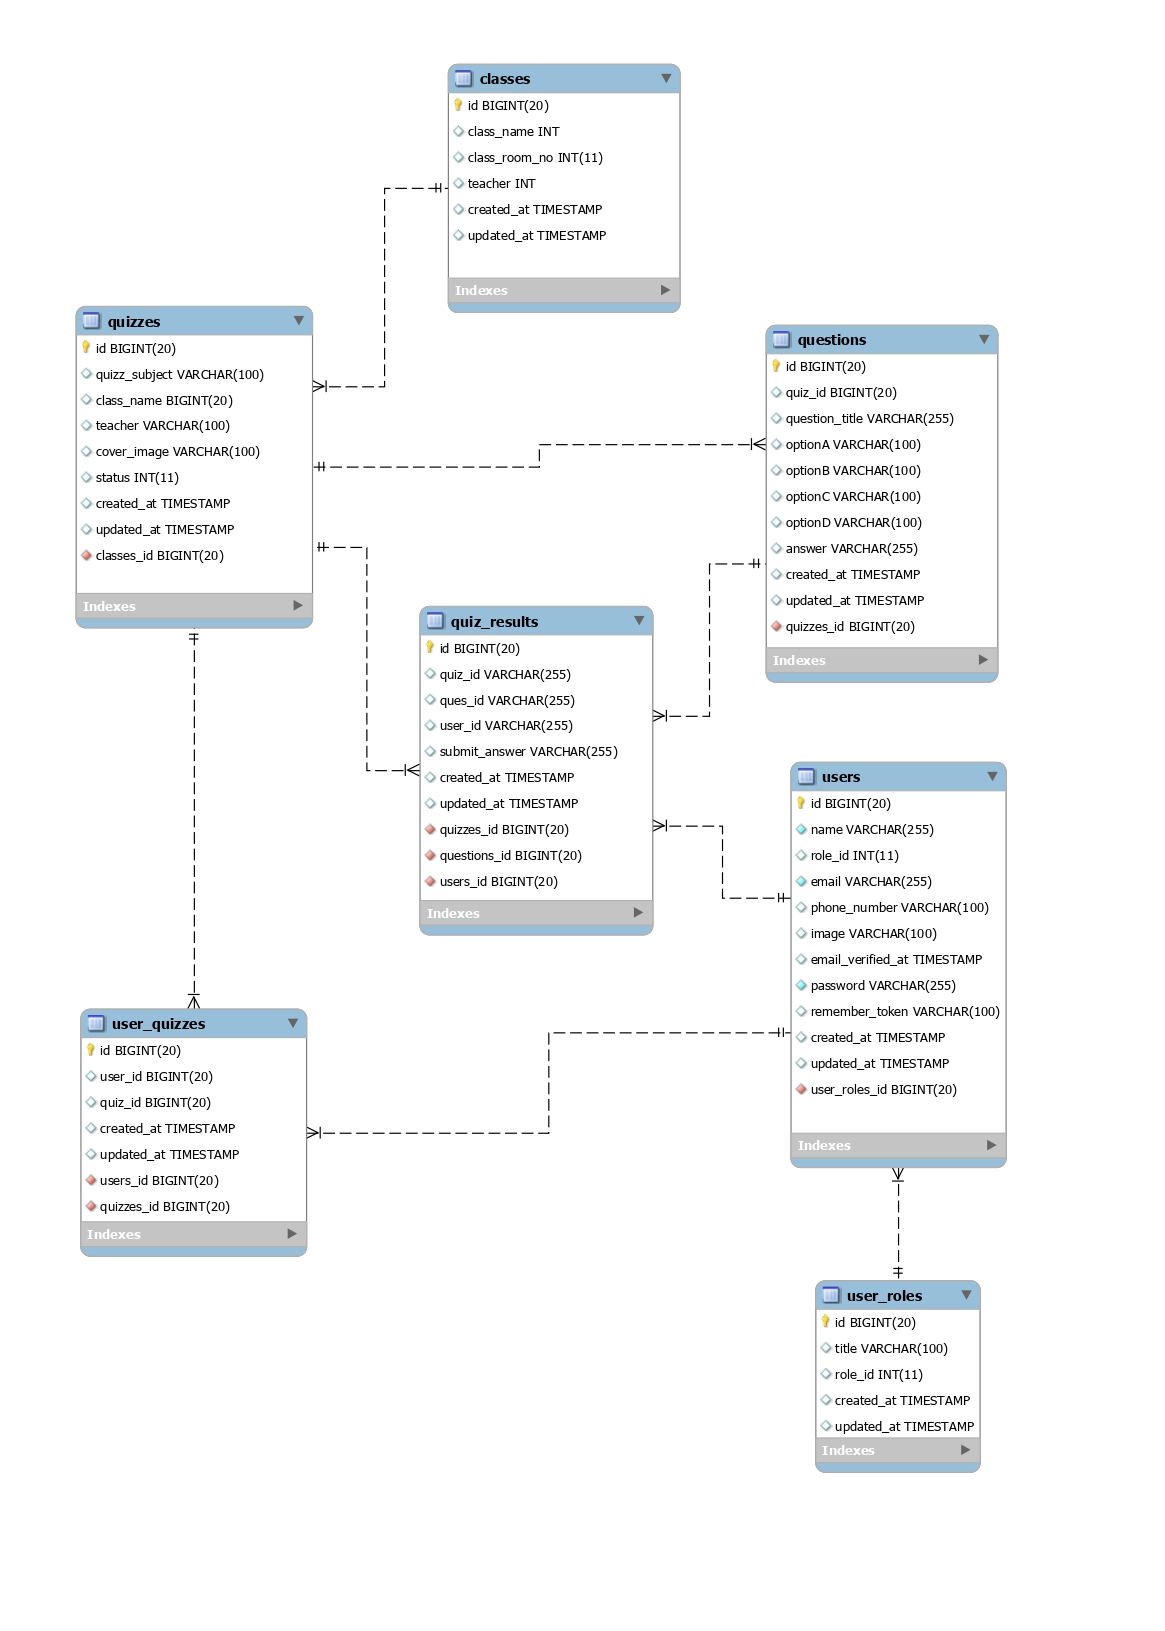 classes
id BIGINT(20)
class_name INT
class_room_no INT(11)
teacher INT
created_at TIMESTAMP
updated_at TIMESTAMP
Indexes
quizzes
id BIGINT(20)
quizz_subject VARCHAR(100)
class_name BIGINT(20)
teacher VARCHAR(100)
cover_image VARCHAR(100)
status INT(11)
created_at TIMESTAMP
updated_at TIMESTAMP
classes_id BIGINT(20)
Indexes
questions
id BIGINT(20)
quiz_id BIGINT(20)
question_title VARCHAR(255)
optionA VARCHAR(100)
optionB VARCHAR(100)
optionC VARCHAR(100)
optionD VARCHAR(100)
answer VARCHAR(255)
created_at TIMESTAMP
updated_at TIMESTAMP
quizzes_id BIGINT(20)
Indexes
quiz_results
id BIGINT(20)
quiz_id VARCHAR(255)
ques_id VARCHAR(255)
user_id VARCHAR(255)
submit_answer VARCHAR(255)
created_at TIMESTAMP
updated_at TIMESTAMP
quizzes_id BIGINT(20)
questions_id BIGINT(20)
users_id BIGINT(20)
Indexes
users
id BIGINT(20)
name VARCHAR(255)
role_id INT(11)
email VARCHAR(255)
phone_number VARCHAR(100)
image VARCHAR(100)
email_verified_at TIMESTAMP
password VARCHAR(255)
remember_token VARCHAR(100)
created_at TIMESTAMP
updated_at TIMESTAMP
user_roles_id BIGINT(20)
Indexes
user_quizzes
id BIGINT(20)
user_id BIGINT(20)
quiz_id BIGINT(20)
created_at TIMESTAMP
updated_at TIMESTAMP
users_id BIGINT(20)
quizzes_id BIGINT(20)
Indexes
user_roles
id BIGINT(20)
title VARCHAR(100)
role_id INT(11)
created_at TIMESTAMP
updated_at TIMESTAMP
Indexes